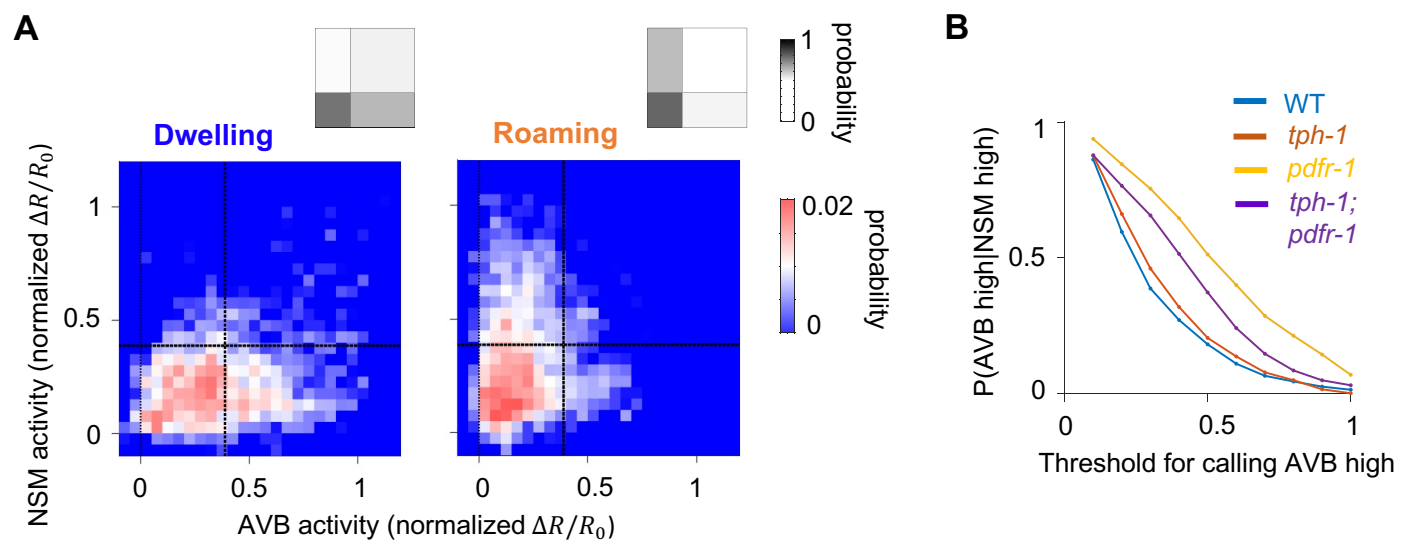 A
Dwelling
Roaming
1
0
probability
NSM activity (normalized ΔR/R₀)
1
0.5
0
0
0.5
1
0
0.5
1
AVB activity (normalized ΔR/R₀)
0.02
0
probability
B
WT
tph-1
pdfr-1
tph-1;
pdfr-1
P(AVB high|NSM high)
1
0.5
0
0
0.5
1
Threshold for calling AVB high